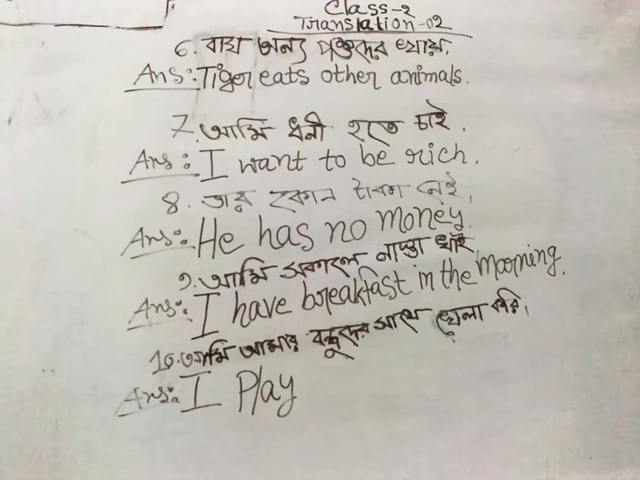 Class-2
Translation-02
6. বাঘ অন্য পশুদের খায়.
Ans: Tiger eats other animals.
7. আমি ধনী হতে চাই.
Ans: I want to be rich.
8. তার কোন টাকা নেই.
Ans: He has no money.
9. আমি সকালে নাস্তা খাই
Ans: I have breakfast in the morning.
10. আমি আমার বন্ধুদের সাথে খেলা করি।
Ans: I Play